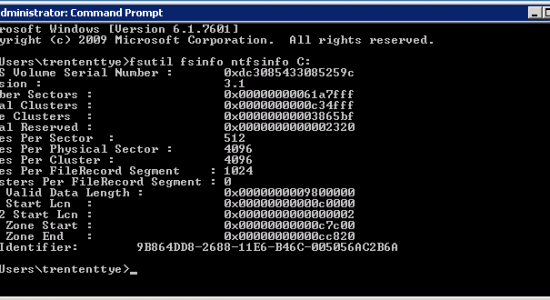 dministrator: Command Prompt
rosoft Windows [Version 6.1.7601]
yright (c) 2009 Microsoft Corporation. All rights reserved.
Users\trententtye>fsutil fsinfo ntfsinfo C:
S Volume Serial Number : 0xdc3085433085259c
sion : 3.1
ber Sectors : 0x00000000061a7fff
al Clusters : 0x0000000000c34fff
e Clusters : 0x00000000003865bf
al Reserved : 0x0000000000002320
es Per Sector : 512
es Per Physical Sector : 4096
es Per Cluster : 4096
es Per FileRecord Segment : 1024
sters Per FileRecord Segment : 0
Valid Data Length : 0x0000000009800000
Start Lcn : 0x00000000000c0000
2 Start Lcn : 0x0000000000000002
Zone Start : 0x00000000000c7c00
Zone End : 0x00000000000cc820
Identifier: 9B864DD8-2688-11E6-B46C-005056AC2B6A
Users\trententtye>_